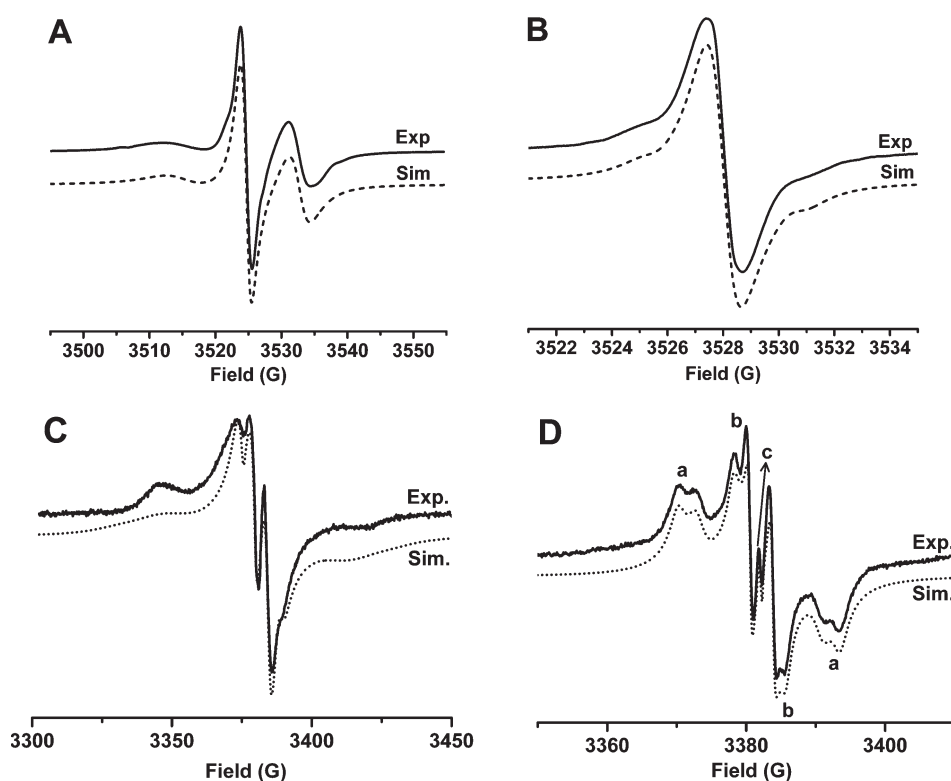 A
Exp
Sim
3500 3510 3520 3530 3540 3550
Field (G)
B
Exp
Sim
3522 3524 3526 3528 3530 3532 3534
Field (G)
C
Exp.
Sim.
3300 3350 3400 3450
Field (G)
D
b
c
a
Exp.
Sim.
a
b
3360 3380 3400
Field (G)